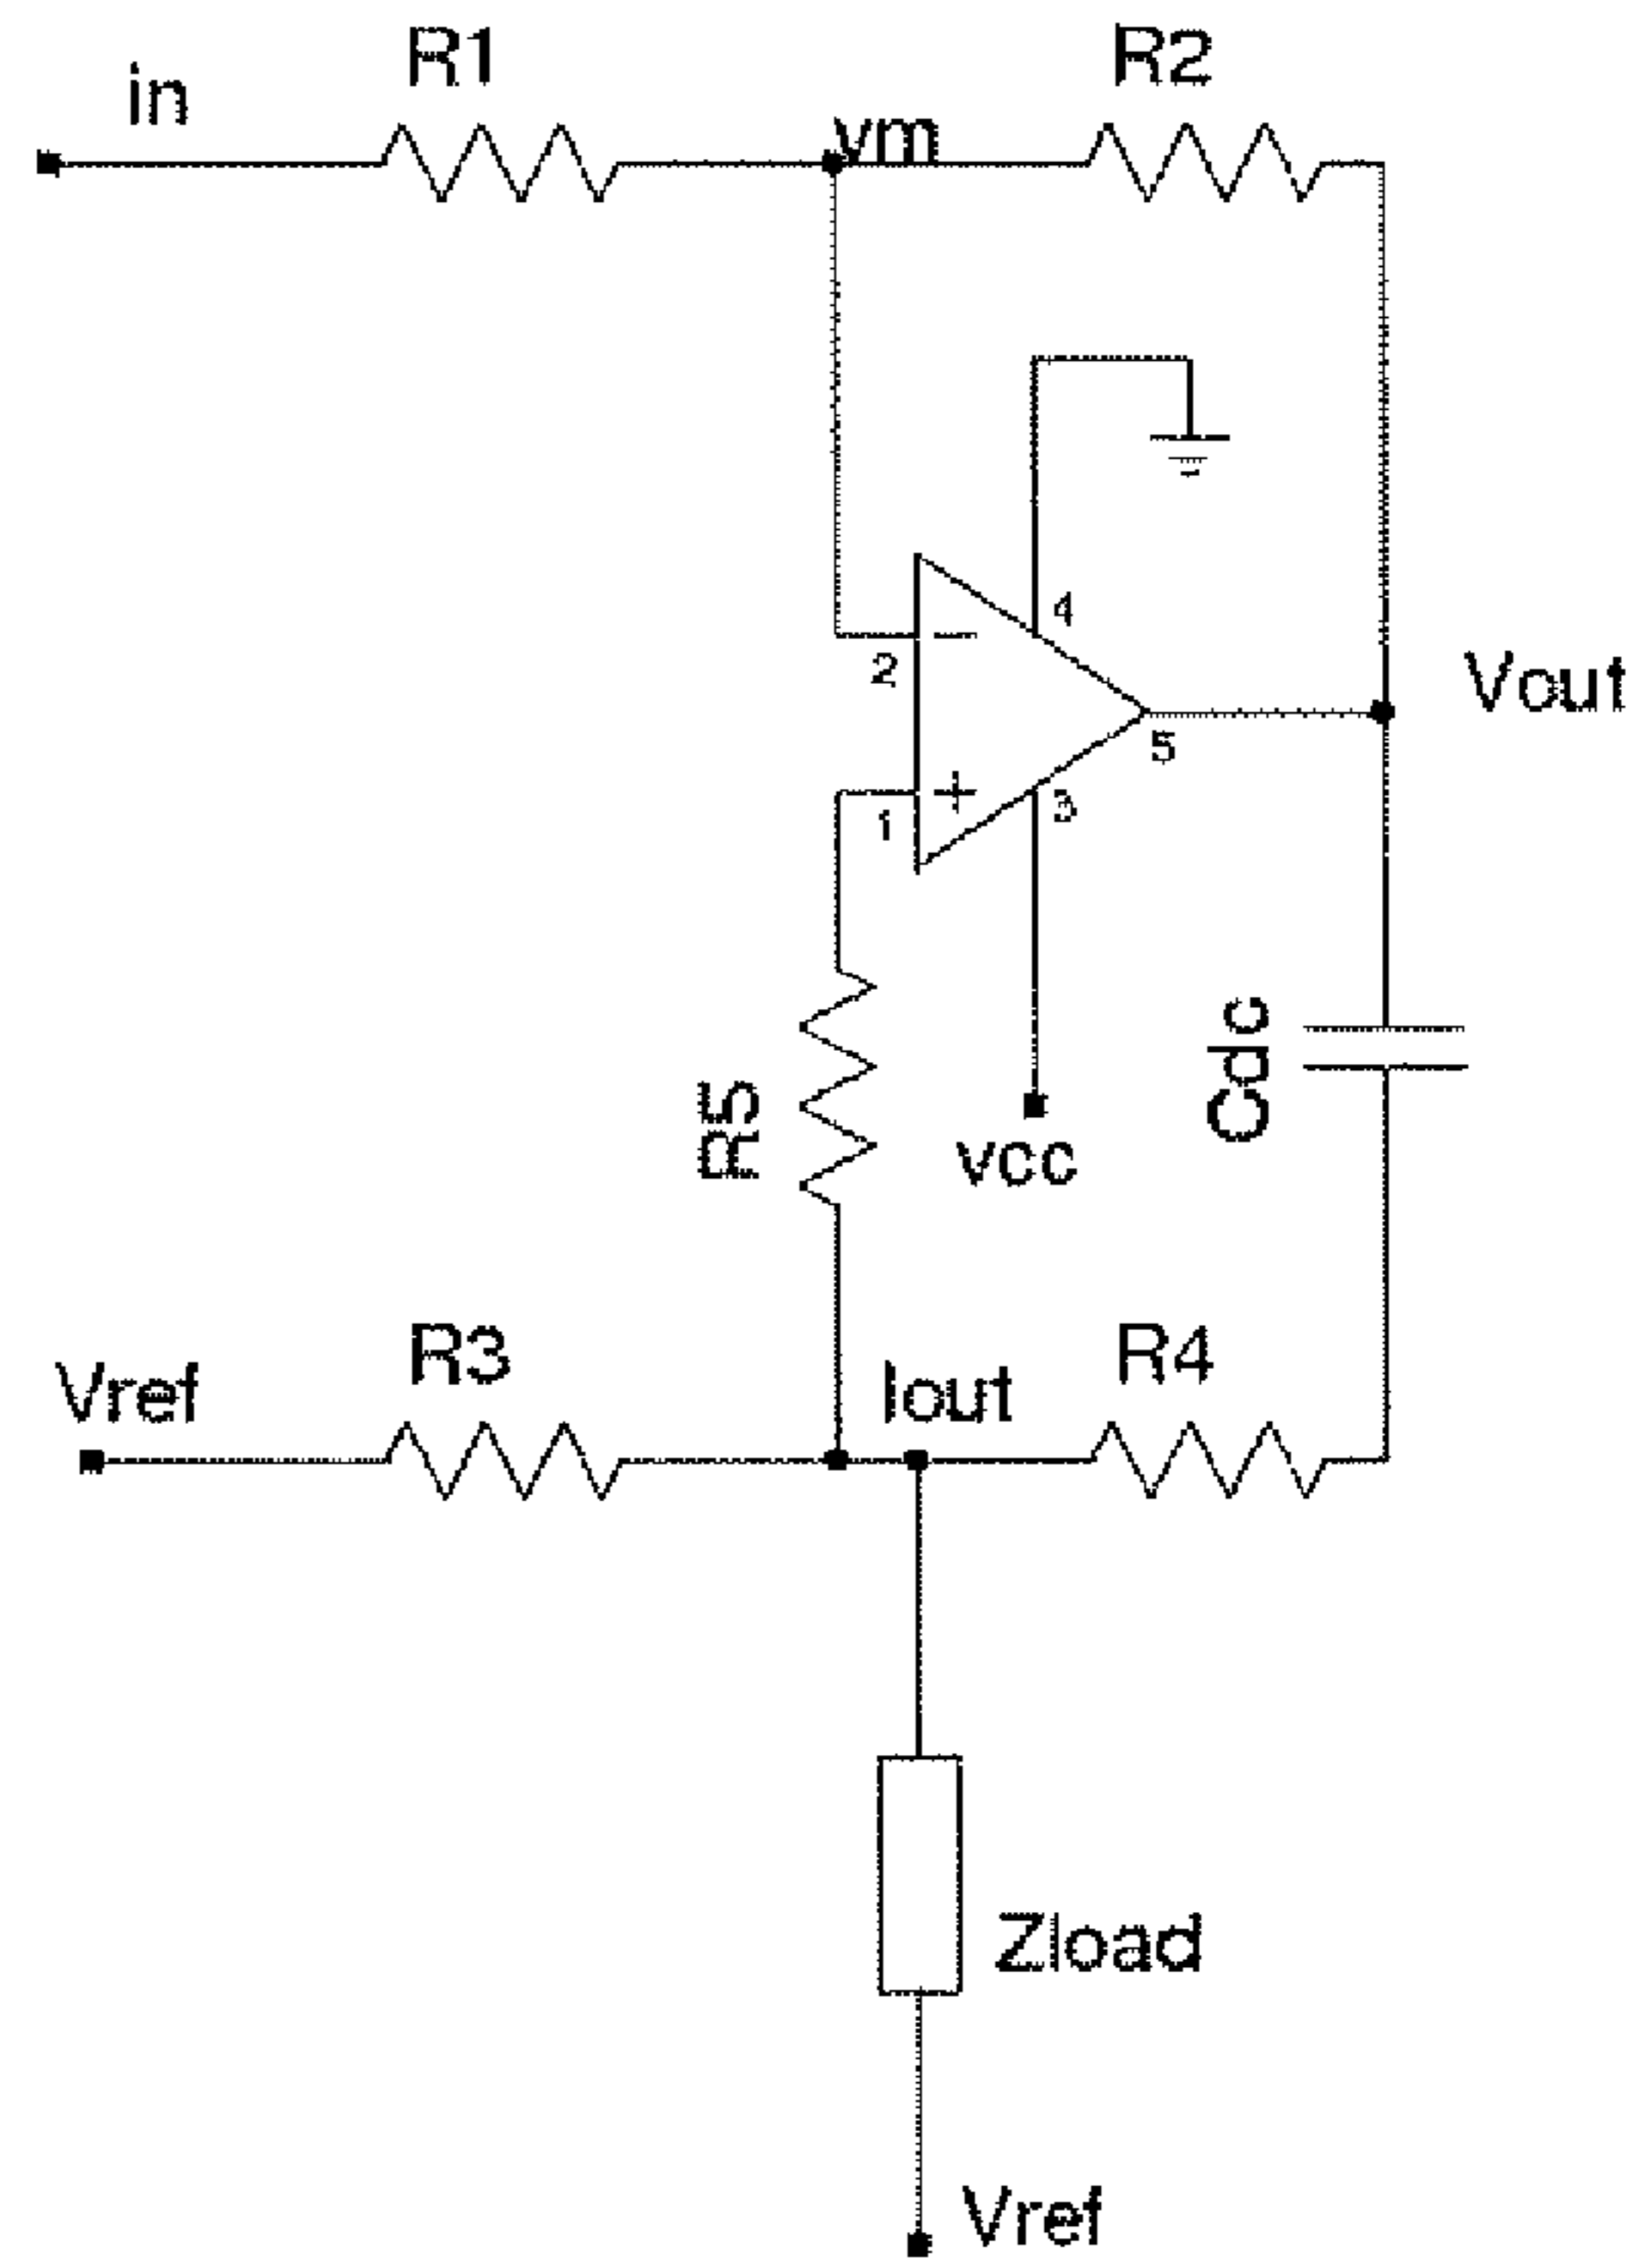 R1
R2
in
vm
4
2
Vout
5
1
+
3
R5
vcc
Cdc
R3
R4
Vref
Iout
Zload
Vref